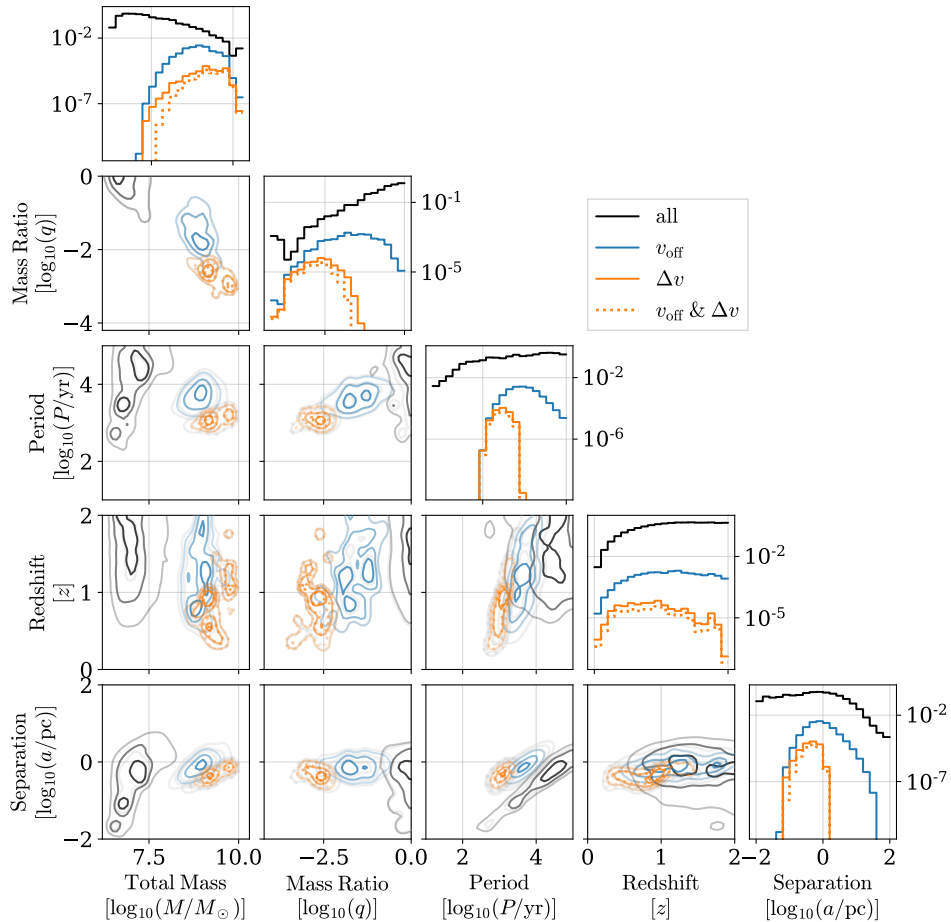 10⁻²
10⁻⁷
0
−2
−4
Mass Ratio
[log₁₀(q)]
10⁻¹
10⁻⁵
all
v_off
Δv
v_off & Δv
4
2
Period
[log₁₀(P/yr)]
10⁻²
10⁻⁶
2
1
0
Redshift
[z]
10⁻²
10⁻⁵
2
0
−2
Separation
[log₁₀(a/pc)]
10⁻²
10⁻⁷
7.5 10.0
−2.5 0.0
2 4
0 1 2
−2 0 2
Total Mass
[log₁₀(M/M_⊙)]
Mass Ratio
[log₁₀(q)]
Period
[log₁₀(P/yr)]
Redshift
[z]
Separation
[log₁₀(a/pc)]